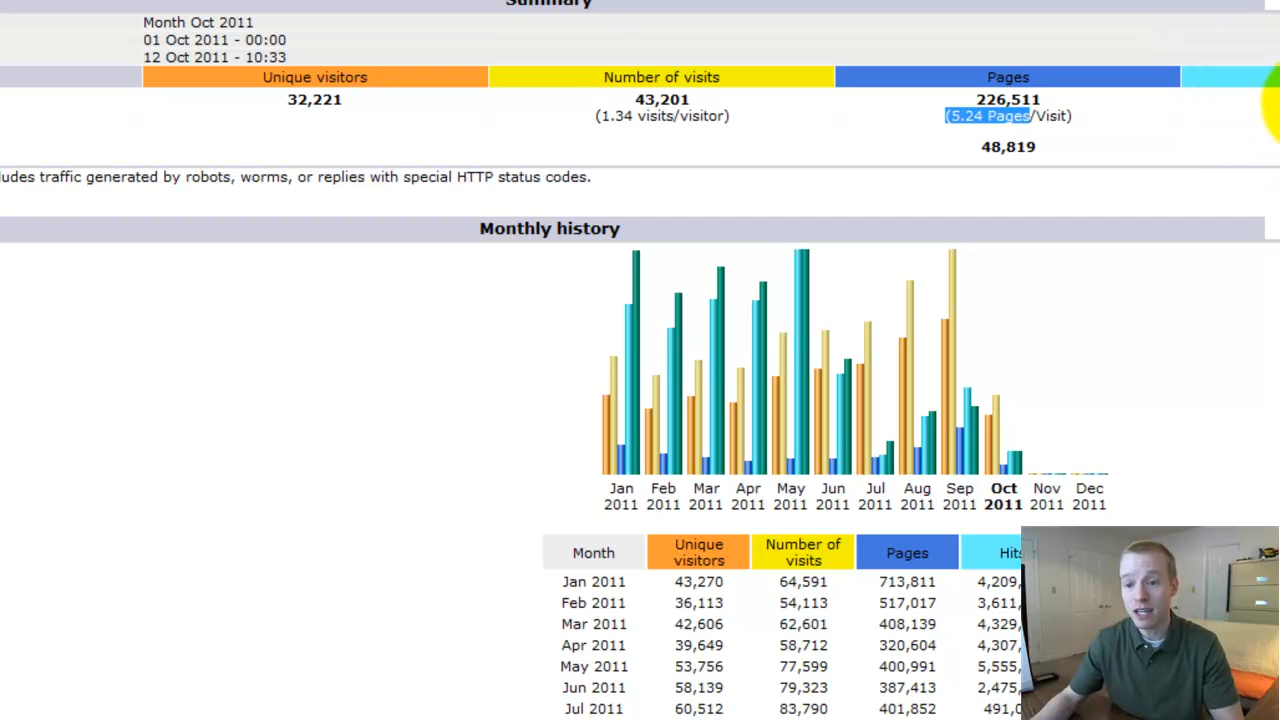 Summary
Month Oct 2011
01 Oct 2011 - 00:00
12 Oct 2011 - 10:33
Unique visitors Number of visits Pages
32,221 43,201 226,511
(1.34 visits/visitor) (5.24 Pages/Visit)
48,819
udes traffic generated by robots, worms, or replies with special HTTP status codes.
Monthly history
Jan Feb Mar Apr May Jun Jul Aug Sep Oct Nov Dec
2011 2011 2011 2011 2011 2011 2011 2011 2011 2011 2011 2011
Month Unique visitors Number of visits Pages Hits
Jan 2011 43,270 64,591 713,811 4,209,
Feb 2011 36,113 54,113 517,017 3,611,
Mar 2011 42,606 62,601 408,139 4,329,
Apr 2011 39,649 58,712 320,604 4,307,
May 2011 53,756 77,599 400,991 5,555,
Jun 2011 58,139 79,323 387,413 2,475,
Jul 2011 60,512 83,790 401,852 491,0